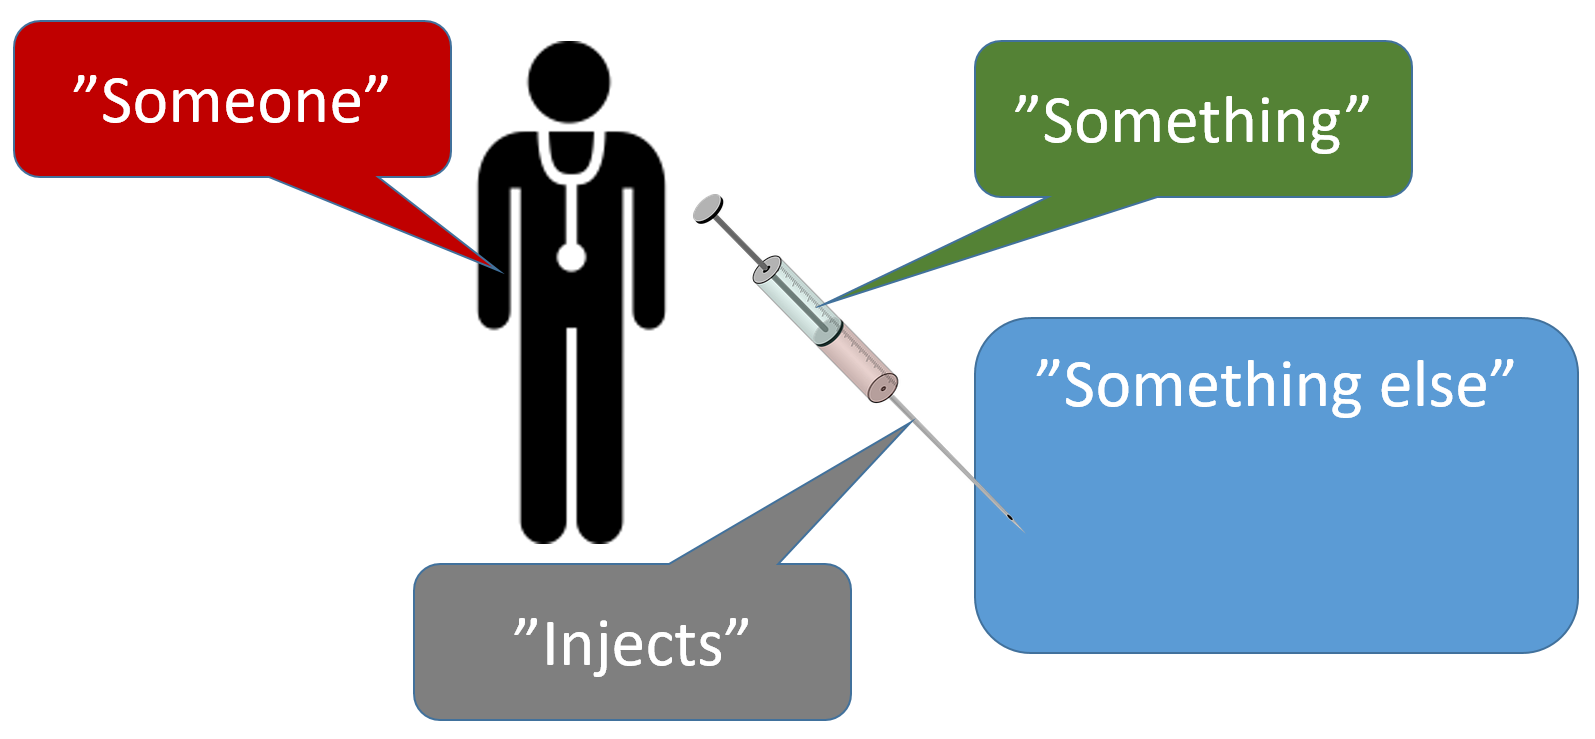 ”Someone”
”Something”
”Something else”
”Injects”